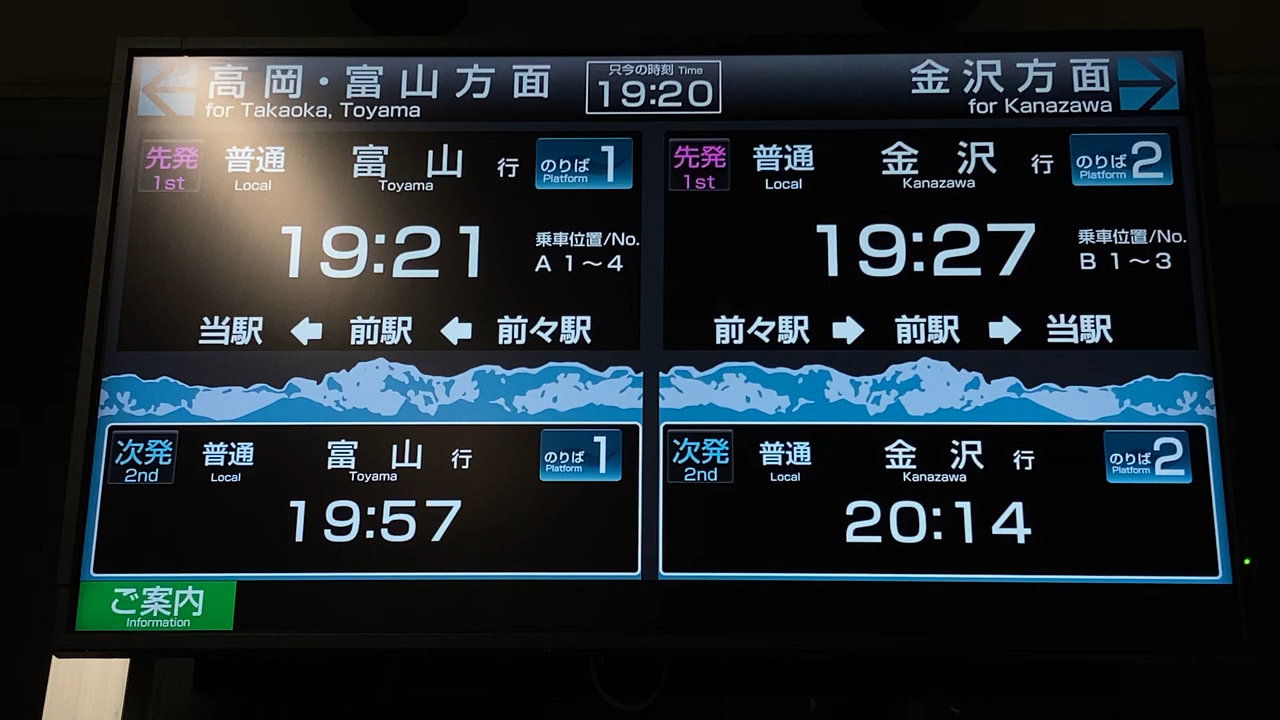 高岡・富山方面
for Takaoka, Toyama
只今の時刻 Time
19:20
金沢方面
for Kanazawa
先発 普通 富山 行 のりば 1
1st Local Toyama Platform
19:21 乗車位置/No.
A 1～4
当駅 前駅 前々駅
先発 普通 金沢 行 のりば 2
1st Local Kanazawa Platform
19:27 乗車位置/No.
B 1～3
前々駅 前駅 当駅
次発 普通 富山 行 のりば 1
2nd Local Toyama Platform
19:57
次発 普通 金沢 行 のりば 2
2nd Local Kanazawa Platform
20:14
ご案内
Information